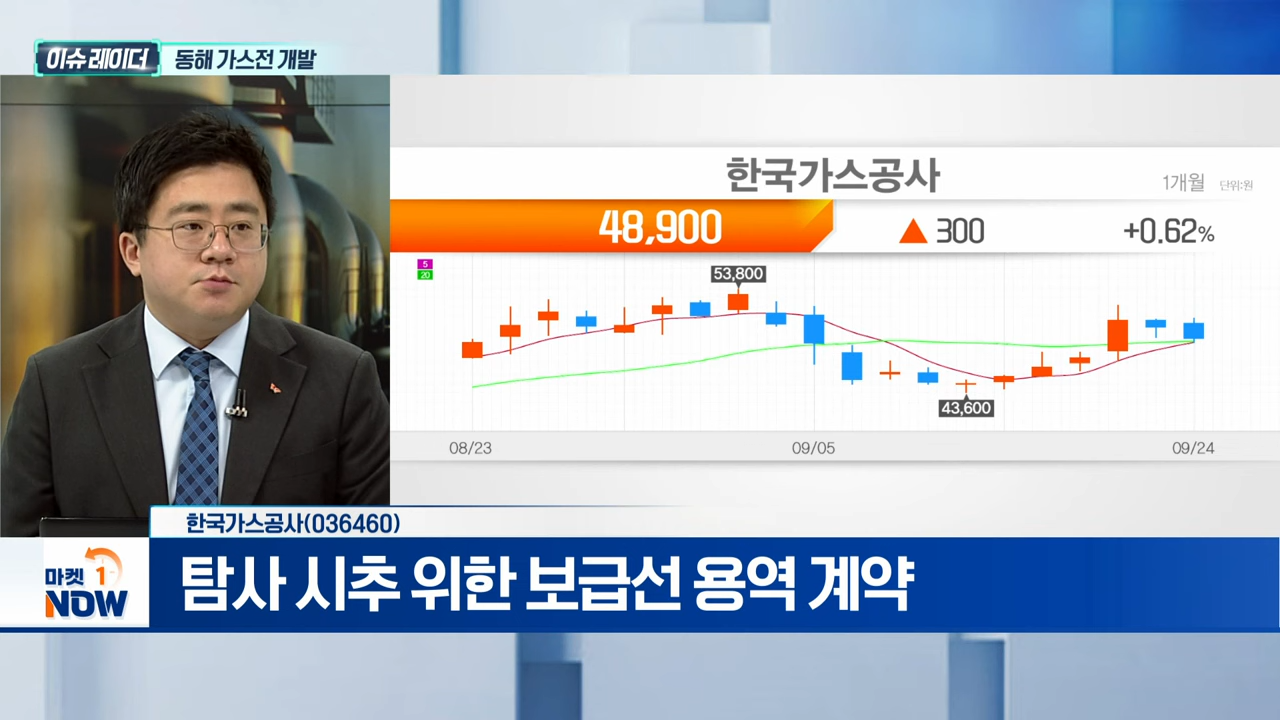 이슈 레이더 동해 가스전 개발
한국가스공사
1개월 단위:원
48,900 ▲ 300 +0.62%
5
20
53,800
43,600
08/23 09/05 09/24
한국가스공사(036460)
탐사 시추 위한 보급선 용역 계약
마켓 1
NOW